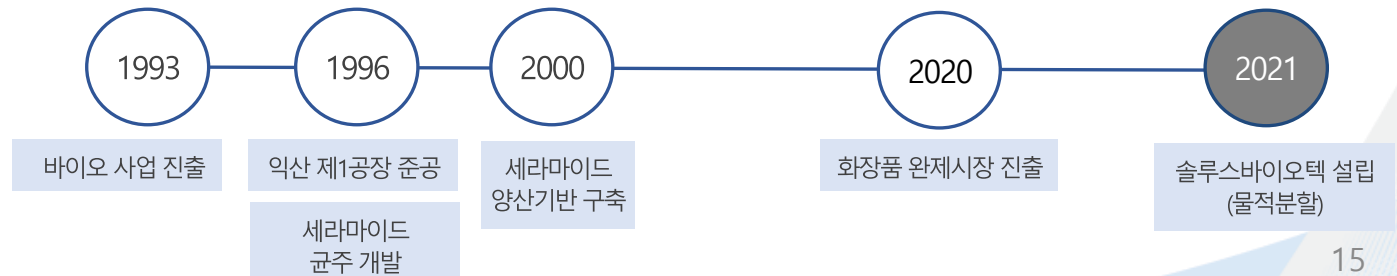 1993
1996
2000
2020
2021
바이오 사업 진출
익산 제1공장 준공
세라마이드
균주 개발
세라마이드
양산기반 구축
화장품 완제시장 진출
솔루스바이오텍 설립
(물적분할)
15